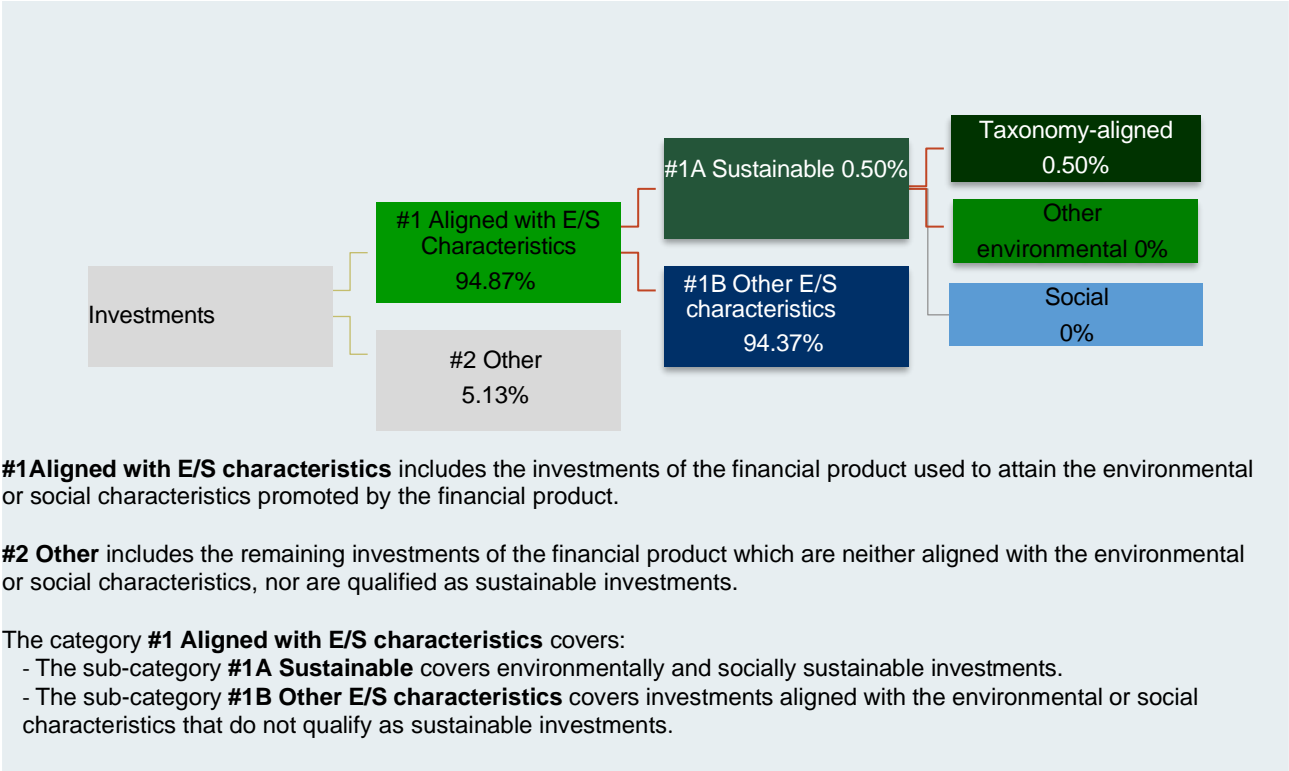 Investments
#1 Aligned with E/S
Characteristics
94.87%
#2 Other
5.13%
#1A Sustainable 0.50%
#1B Other E/S
characteristics
94.37%
Taxonomy-aligned
0.50%
Other
environmental 0%
Social
0%
#1Aligned with E/S characteristics includes the investments of the financial product used to attain the environmental
or social characteristics promoted by the financial product.
#2 Other includes the remaining investments of the financial product which are neither aligned with the environmental
or social characteristics, nor are qualified as sustainable investments.
The category #1 Aligned with E/S characteristics covers:
- The sub-category #1A Sustainable covers environmentally and socially sustainable investments.
- The sub-category #1B Other E/S characteristics covers investments aligned with the environmental or social
characteristics that do not qualify as sustainable investments.